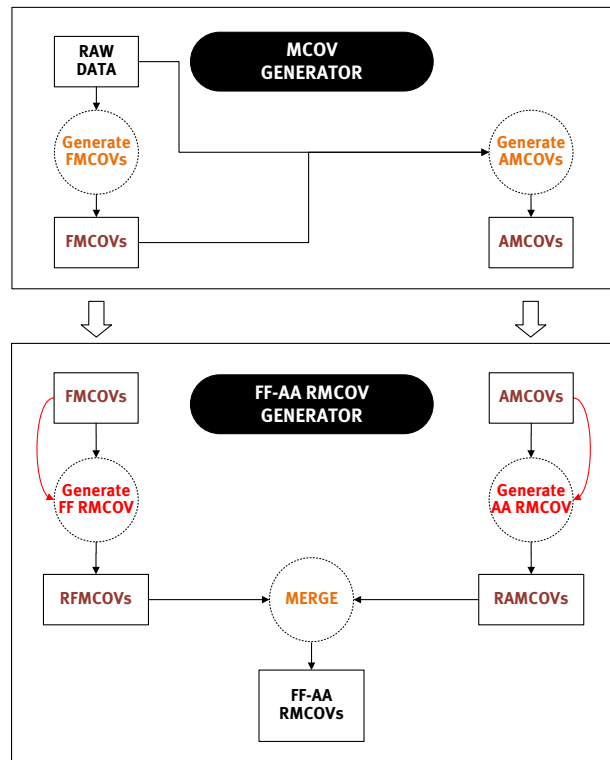 RAW
DATA
MCOV
GENERATOR
Generate
FMCOVs
Generate
AMCOVs
FMCOVs
AMCOVs
FMCOVs
FF-AA RMCOV
GENERATOR
AMCOVs
Generate
FF RMCOV
Generate
AA RMCOV
RFMCOVs
MERGE
RAMCOVs
FF-AA
RMCOVs